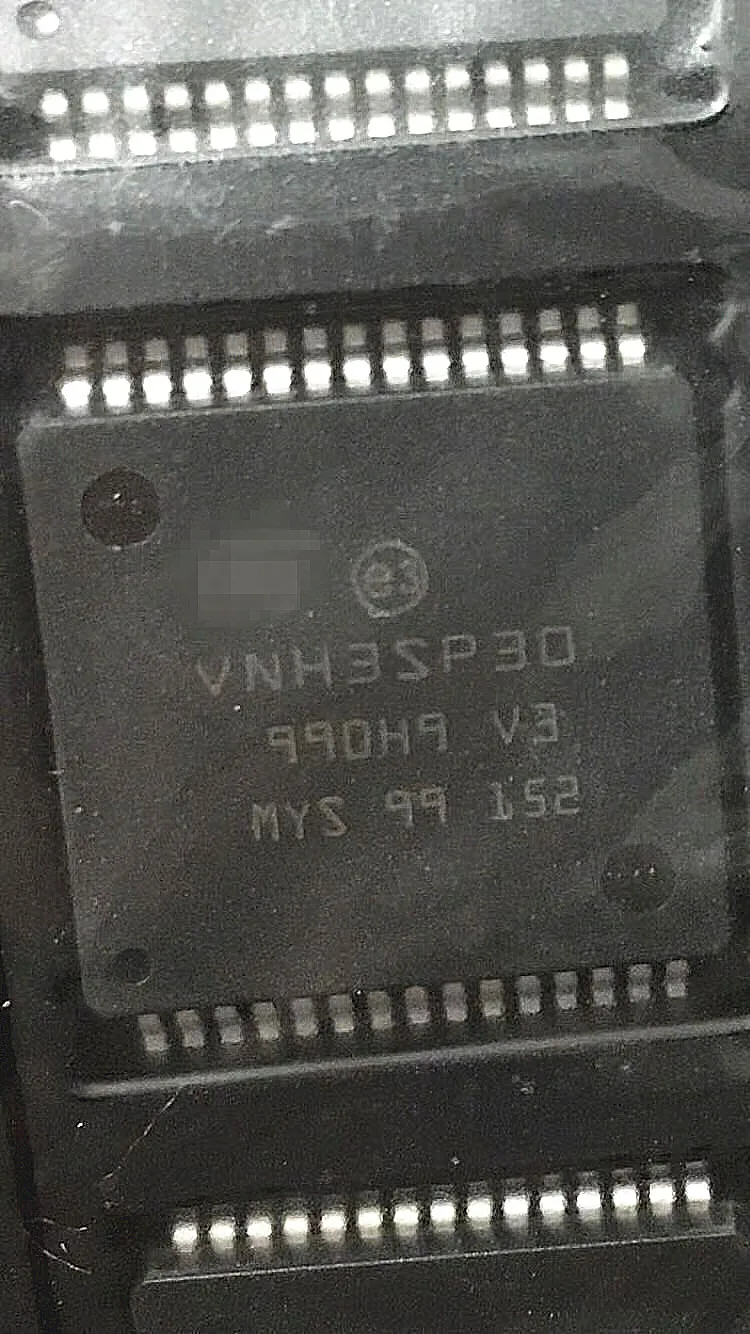 e3
VNH3SP30
990H9 V3
MYS 99 152